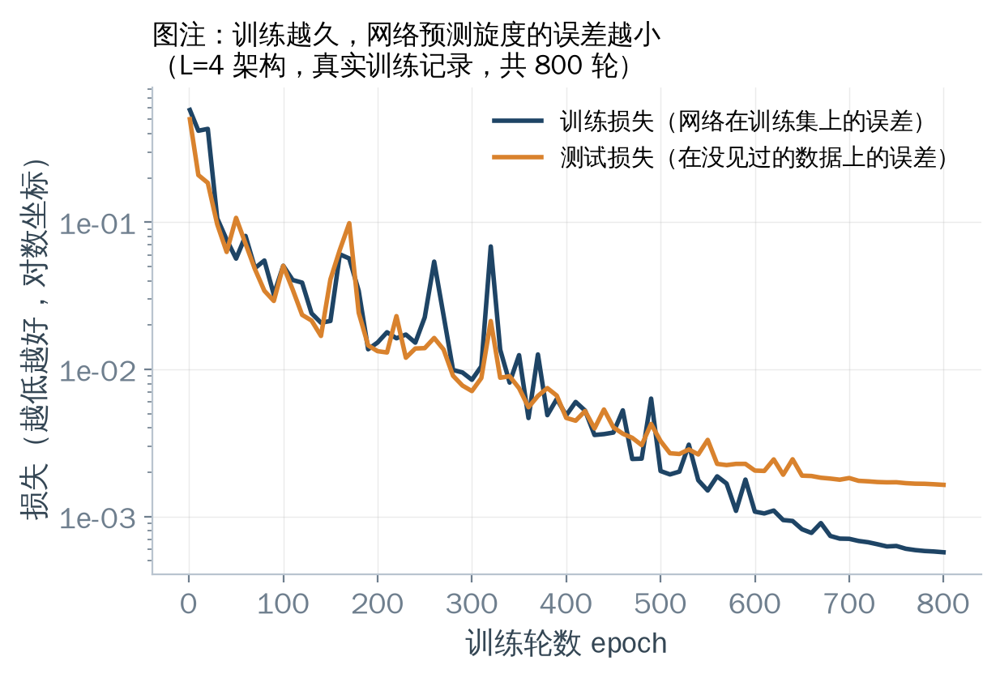 图注：训练越久，网络预测旋度的误差越小
（L=4 架构，真实训练记录，共 800 轮）
训练损失（网络在训练集上的误差）
测试损失（在没见过的数据上的误差）
损失（越低越好，对数坐标）
1e-01
1e-02
1e-03
0 100 200 300 400 500 600 700 800
训练轮数 epoch